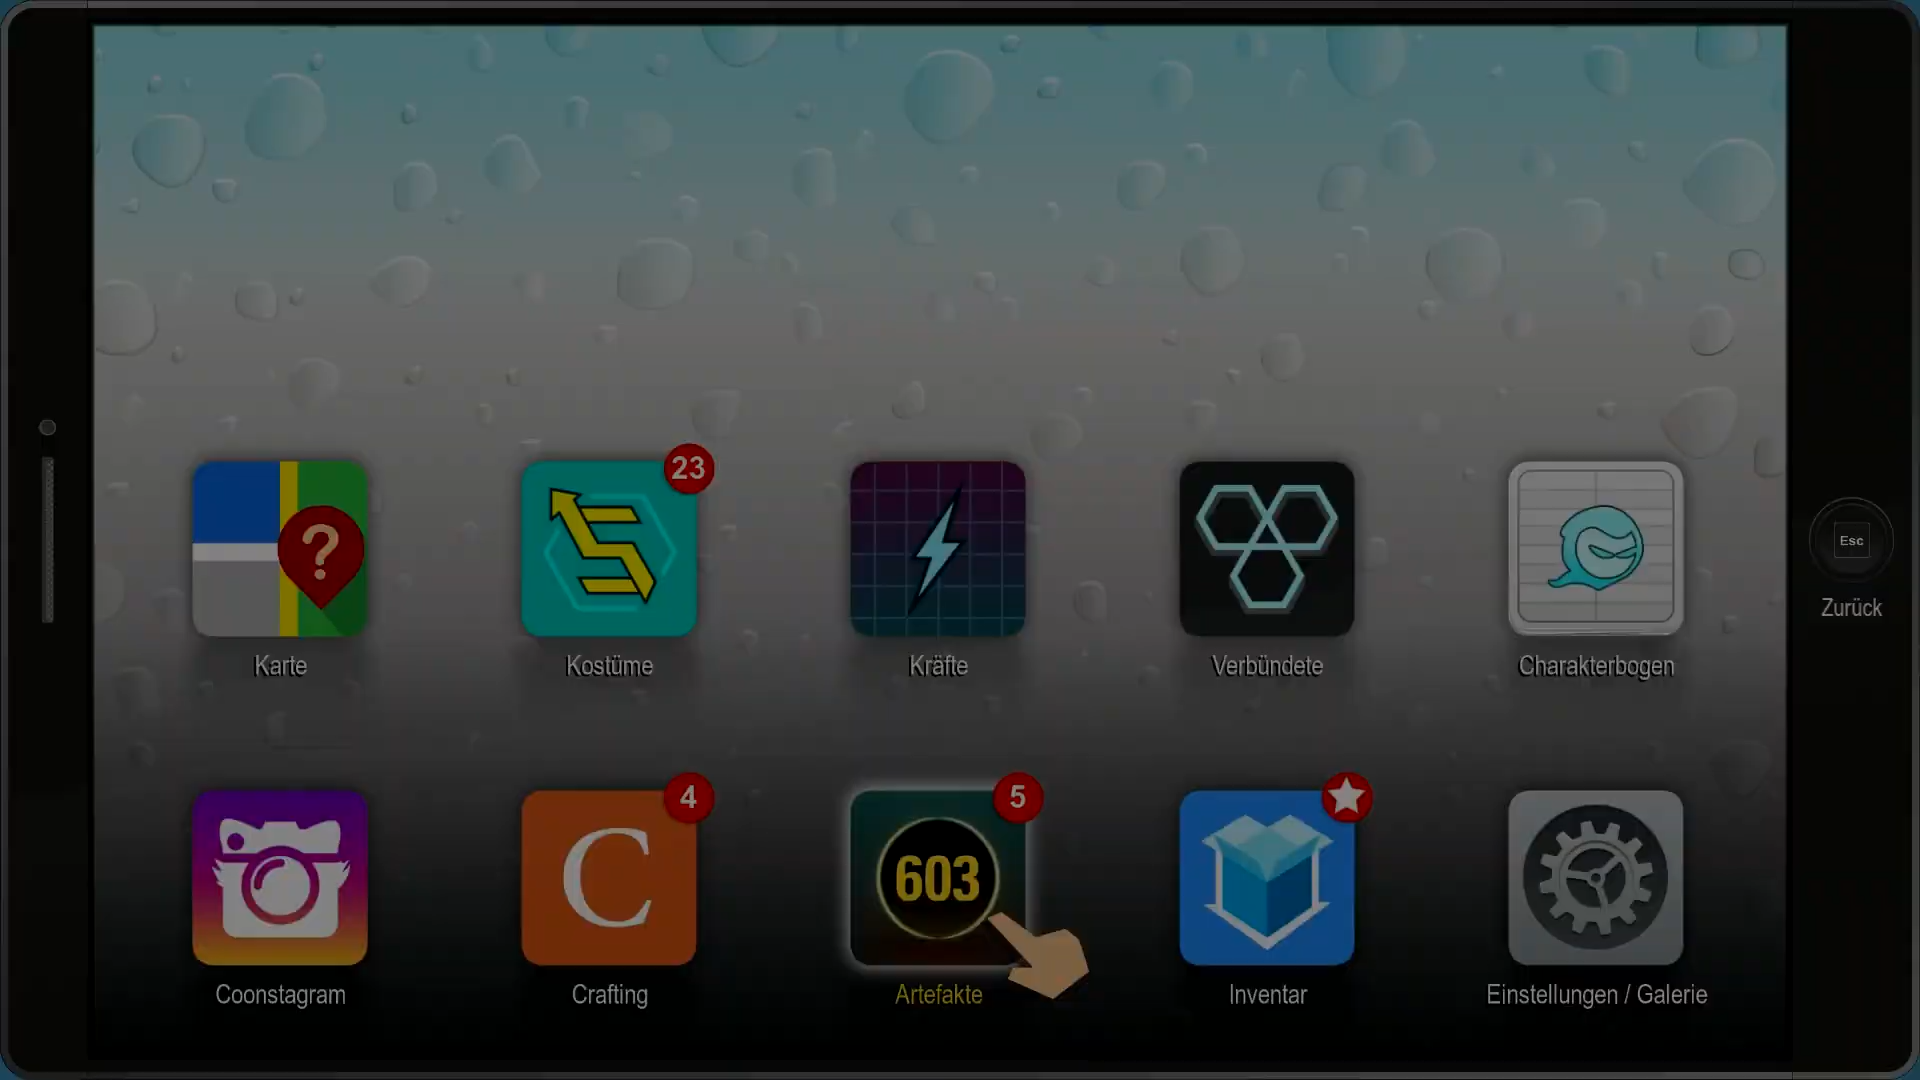 23
?
Karte
Kostüme
Kräfte
Verbündete
Charakterbogen
Esc
Zurück
4
5
C
603
Coonstagram
Crafting
Artefakte
Inventar
Einstellungen / Galerie